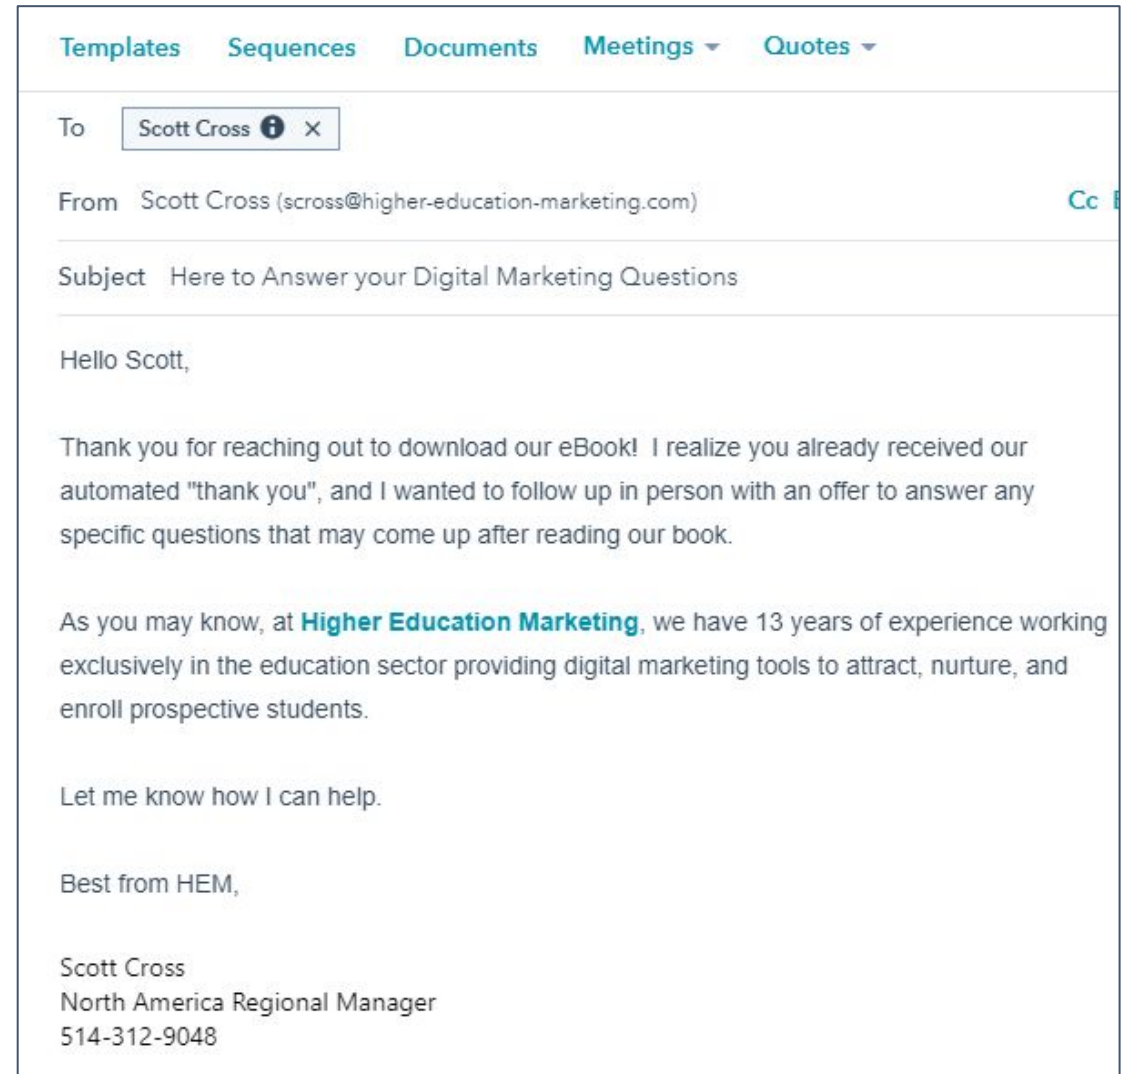 Templates Sequences Documents Meetings Quotes
To Scott Cross
From Scott Cross (scross@higher-education-marketing.com) Cc
Subject Here to Answer your Digital Marketing Questions
Hello Scott,
Thank you for reaching out to download our eBook!  I realize you already received our
automated "thank you", and I wanted to follow up in person with an offer to answer any
specific questions that may come up after reading our book.
As you may know, at Higher Education Marketing, we have 13 years of experience working
exclusively in the education sector providing digital marketing tools to attract, nurture, and
enroll prospective students.
Let me know how I can help.
Best from HEM,
Scott Cross
North America Regional Manager
514-312-9048